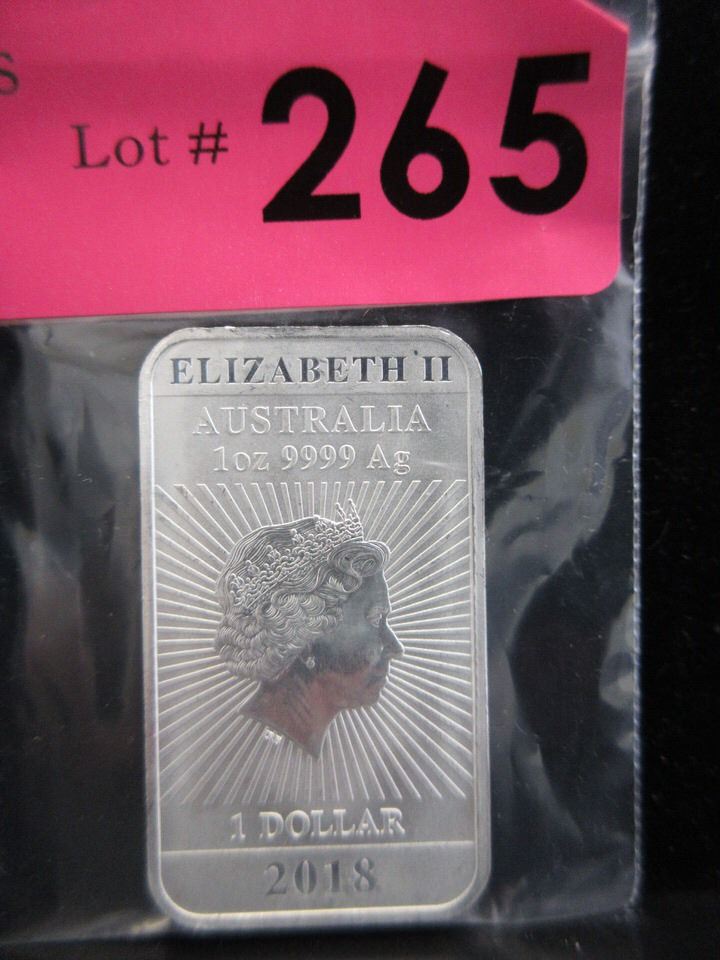 S
Lot # 265
ELIZABETH II
AUSTRALIA
1oz 9999 Ag
1 DOLLAR
2018